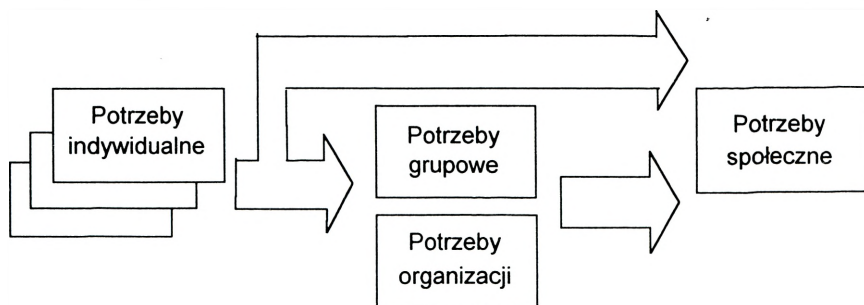 Potrzeby
indywidualne
Potrzeby
grupowe
Potrzeby
organizacji
Potrzeby
społeczne